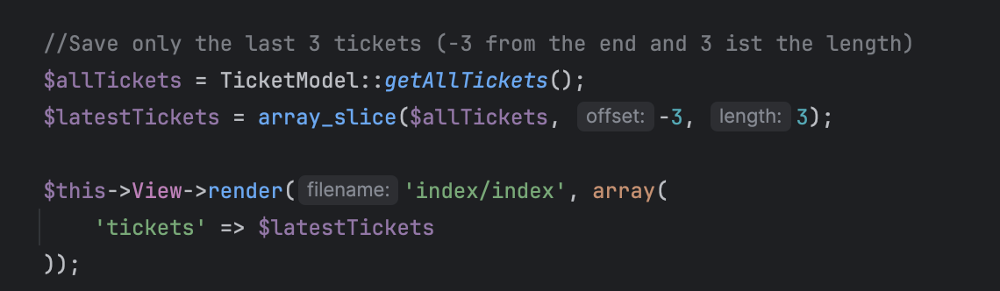 //Save only the last 3 tickets (-3 from the end and 3 ist the length)
$allTickets = TicketModel::getAllTickets();
$latestTickets = array_slice($allTickets, offset: -3, length: 3);
$this->View->render( filename: 'index/index', array(
'tickets' => $latestTickets
));